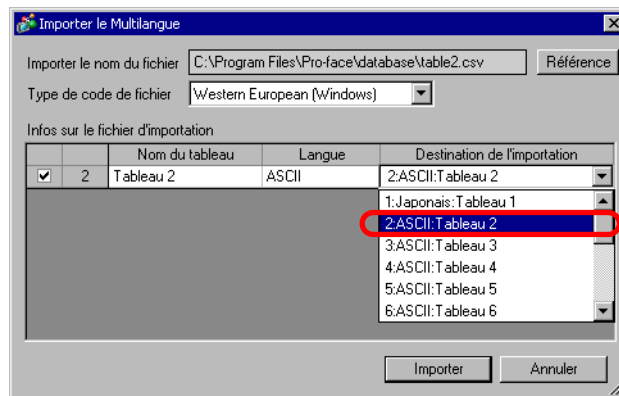 Importer le Multilangue
Importer le nom du fichier C:\Program Files\Pro-face\database\table2.csv Référence
Type de code de fichier Western European (Windows)
Infos sur le fichier d'importation
Nom du tableau Langue Destination de l'importation
2 Tableau 2 ASCII 2:ASCII:Tableau 2
1:Japonais:Tableau 1
2:ASCII:Tableau 2
3:ASCII:Tableau 3
4:ASCII:Tableau 4
5:ASCII:Tableau 5
6:ASCII:Tableau 6
Importer Annuler